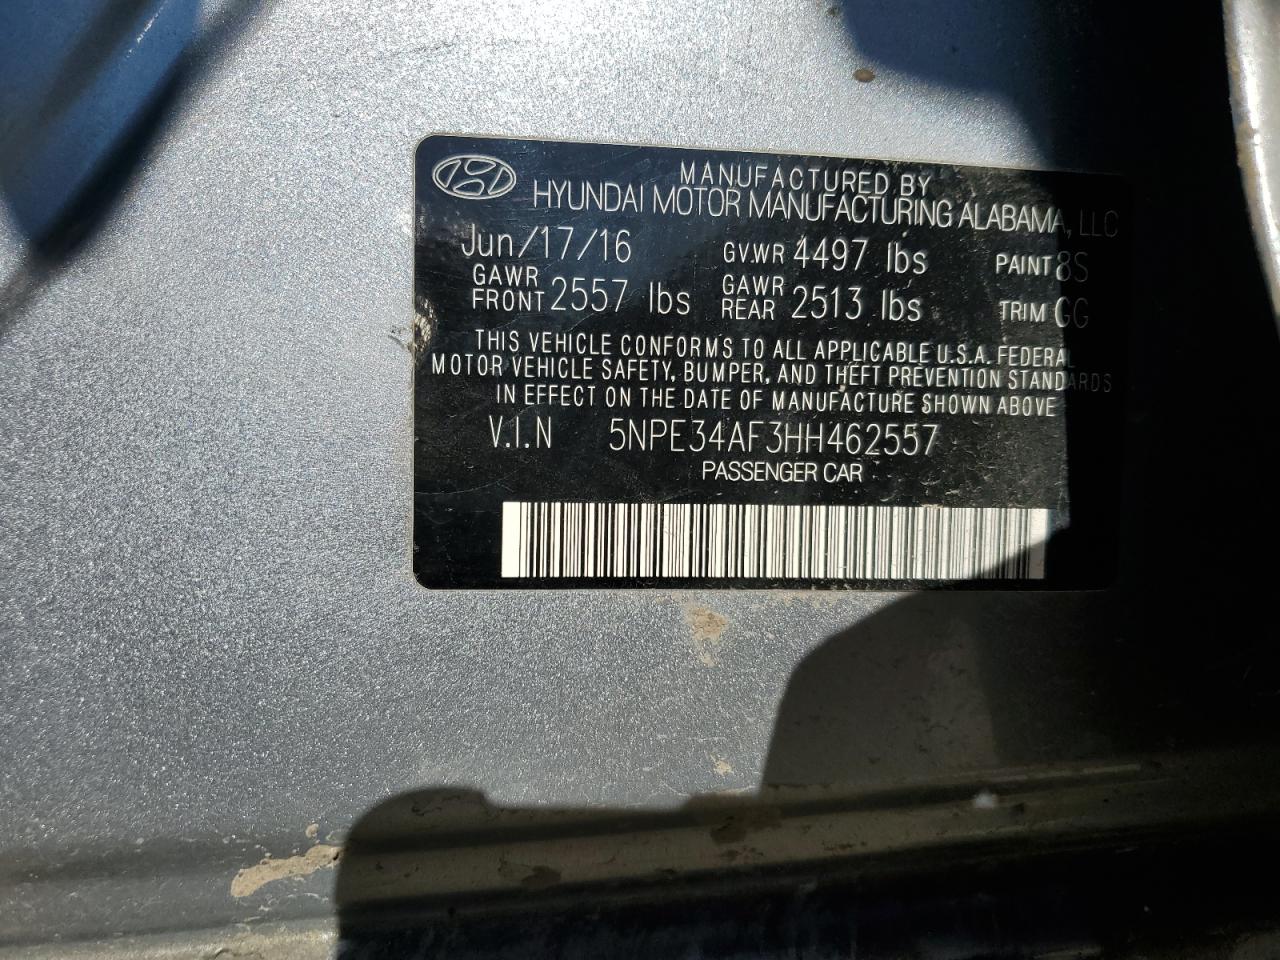 MANUFACTURED BY
HYUNDAI MOTOR MANUFACTURING ALABAMA, LLC
Jun/17/16 GV.WR 4497 lbs PAINT 8S
GAWR FRONT 2557 lbs GAWR REAR 2513 lbs TRIM GG
THIS VEHICLE CONFORMS TO ALL APPLICABLE U.S.A. FEDERAL
MOTOR VEHICLE SAFETY, BUMPER, AND THEFT PREVENTION STANDARDS
IN EFFECT ON THE DATE OF MANUFACTURE SHOWN ABOVE
V.I.N 5NPE34AF3HH462557
PASSENGER CAR